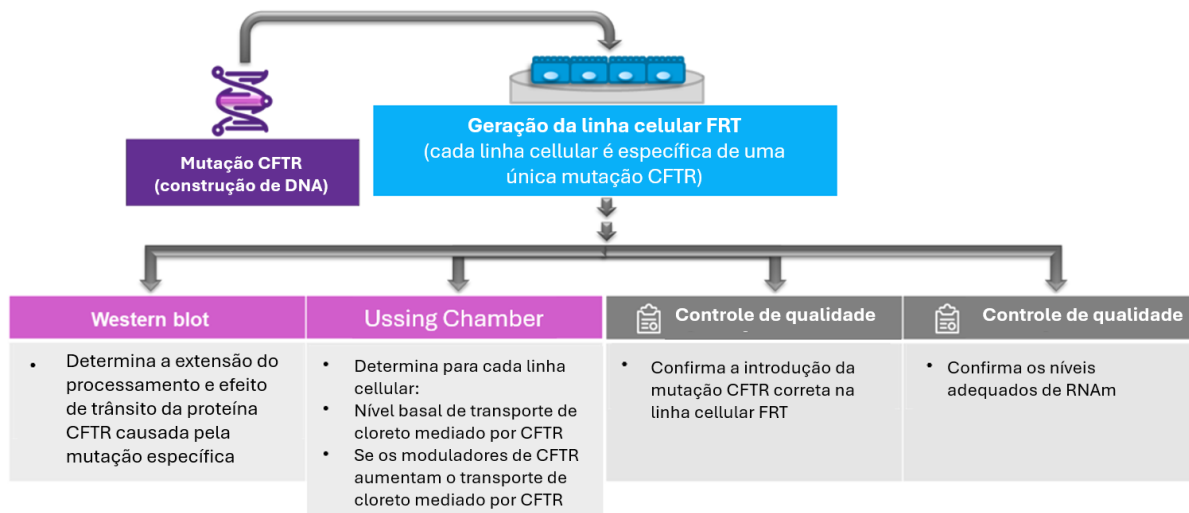 Mutação CFTR
(construção de DNA)
Geração da linha celular FRT
(cada linha cellular é específica de uma
única mutação CFTR)
Western blot
• Determina a extensão do
processamento e efeito
de trânsito da proteína
CFTR causada pela
mutação específica
Ussing Chamber
• Determina para cada linha
cellular:
• Nível basal de transporte de
cloreto mediado por CFTR
• Se os moduladores de CFTR
aumentam o transporte de
cloreto mediado por CFTR
Controle de qualidade
• Confirma a introdução da
mutação CFTR correta na
linha cellular FRT
Controle de qualidade
• Confirma os níveis
adequados de RNAm